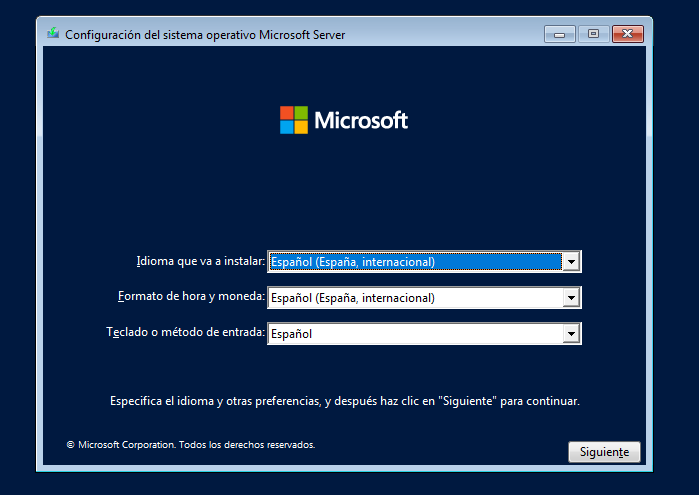 Configuración del sistema operativo Microsoft Server
Microsoft
Idioma que va a instalar: Español (España, internacional)
Formato de hora y moneda: Español (España, internacional)
Teclado o método de entrada: Español
Especifica el idioma y otras preferencias, y después haz clic en "Siguiente" para continuar.
© Microsoft Corporation. Todos los derechos reservados.
Siguiente